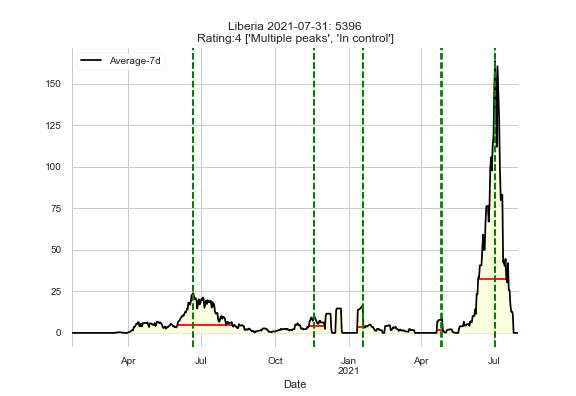 Liberia 2021-07-31: 5396
Rating:4 ['Multiple peaks', 'In control']
Average-7d
150
125
100
75
50
25
0
Apr Jul Oct Jan Apr Jul
2021
Date